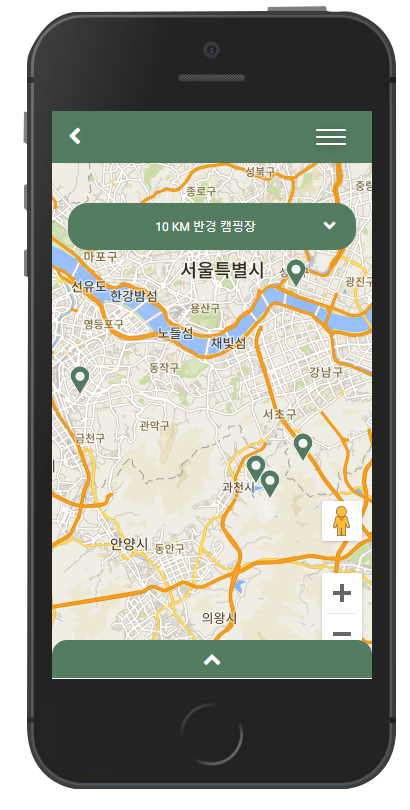 성북구
종로구
10 KM 반경 캠핑장
마포구
서울특별시
광진구
선유도
한강밤섬
용산구
영등포구
노들섬
채빛섬
동작구
강남구
서초구
관악구
금천구
과천시
안양시
동안구
의왕시